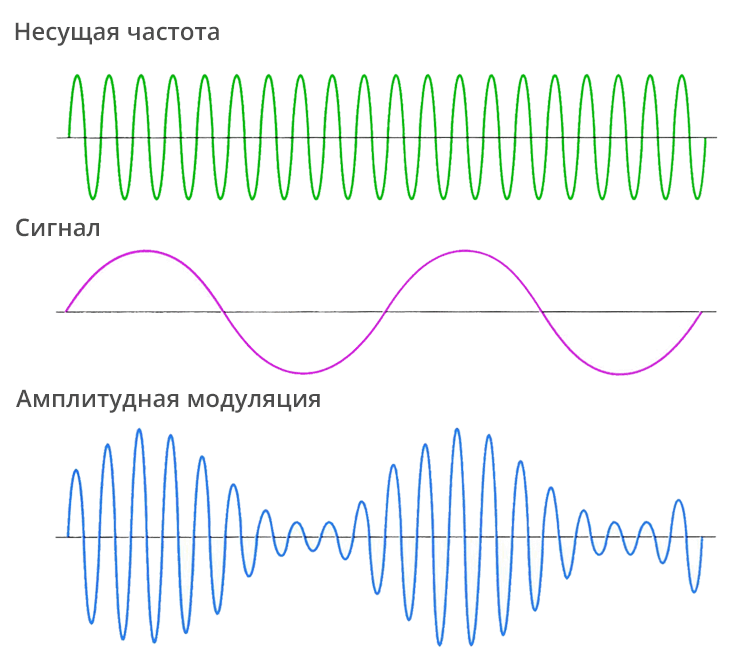 Несущая частота
Сигнал
Амплитудная модуляция